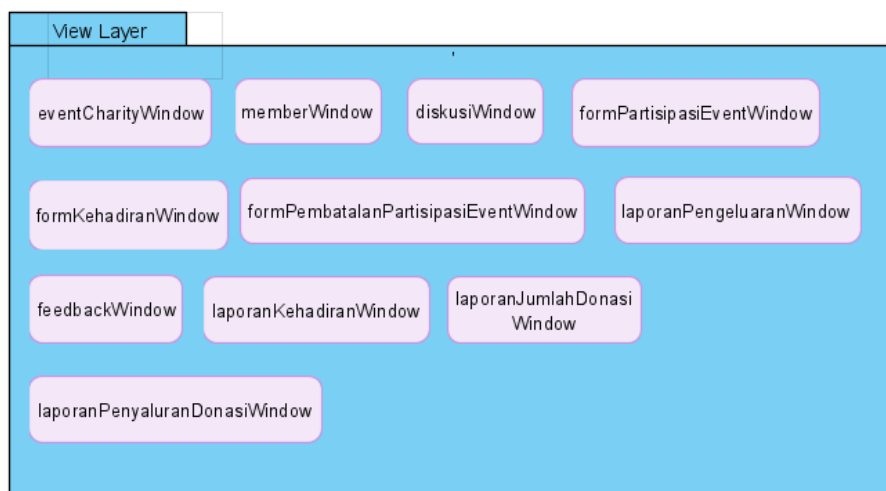 View Layer
eventCharityWindow
memberWindow
diskusiWindow
formPartisipasiEventWindow
formKehadiranWindow
formPembatalanPartisipasiEventWindow
laporanPengeluaranWindow
feedbackWindow
laporanKehadiranWindow
laporanJumlahDonasi
Window
laporanPenyaluranDonasiWindow